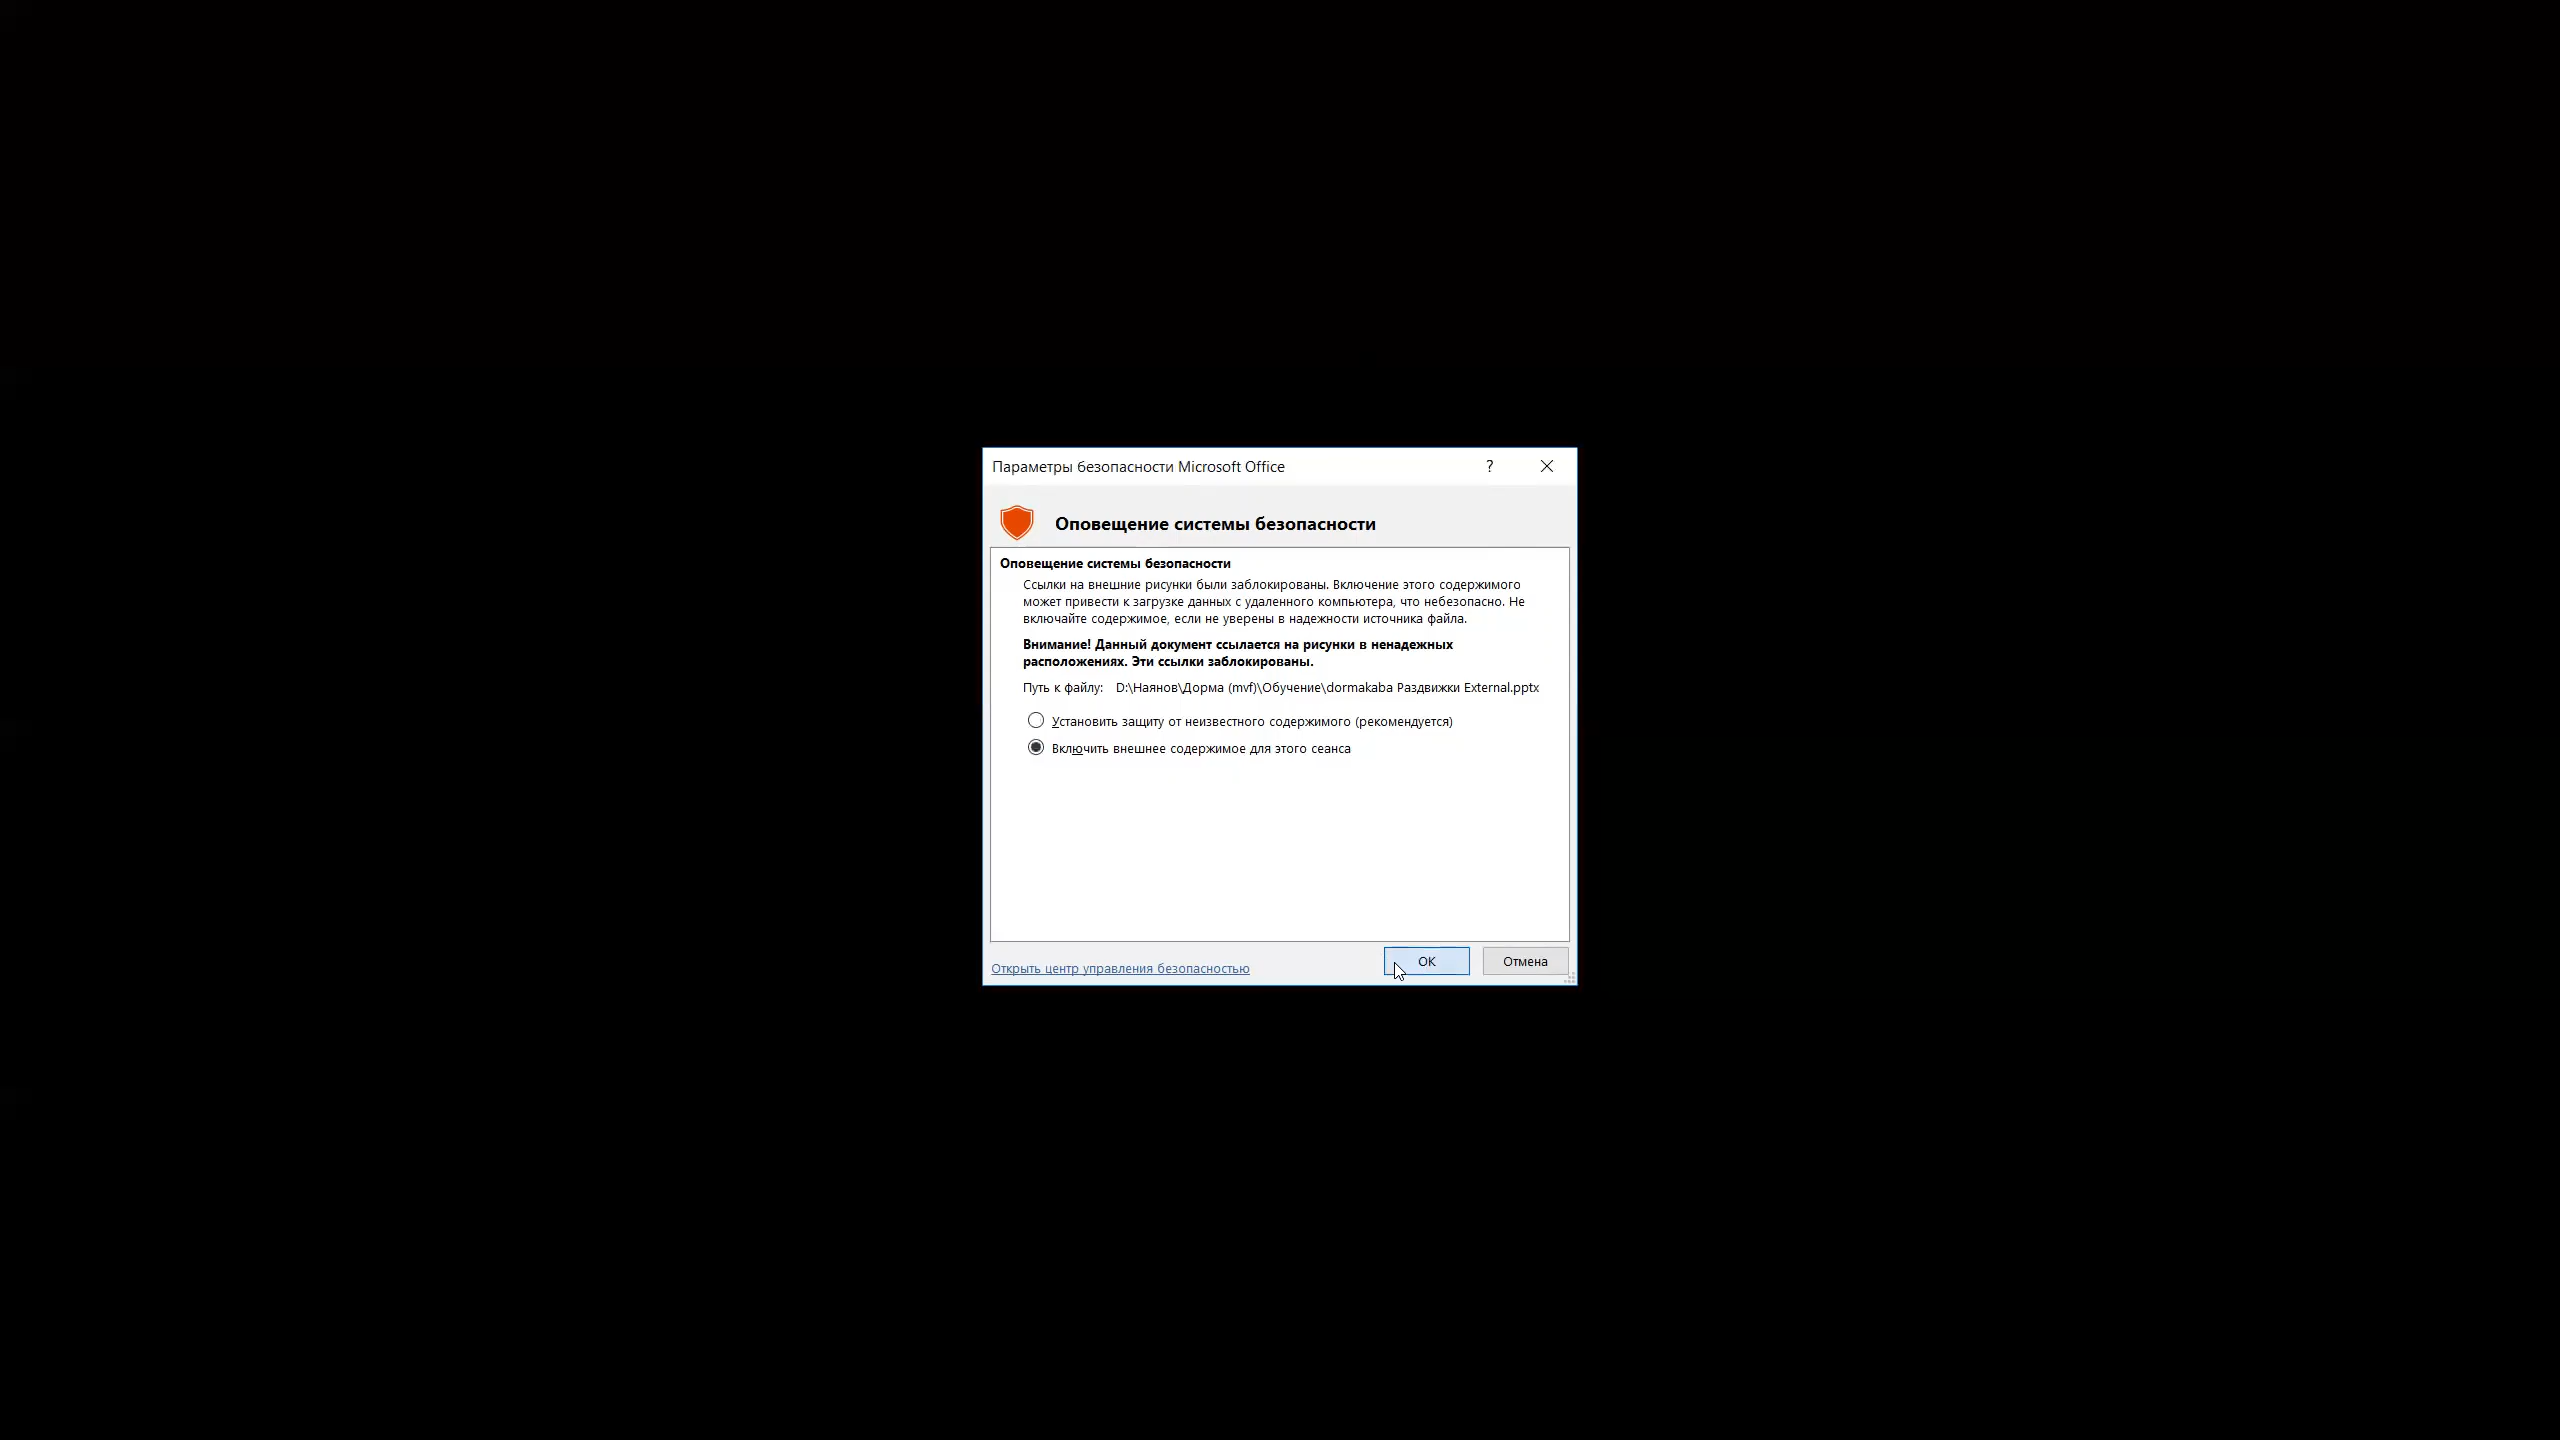 Параметры безопасности Microsoft Office
?
Оповещение системы безопасности
Оповещение системы безопасности
Ссылки на внешние рисунки были заблокированы. Включение этого содержимого
может привести к загрузке данных с удаленного компьютера, что небезопасно. Не
включайте содержимое, если не уверены в надежности источника файла.
Внимание! Данный документ ссылается на рисунки в ненадежных
расположениях. Эти ссылки заблокированы.
Путь к файлу: D:\Наянов\Дорма (mvf)\Обучение\dormakaba Раздвижки External.pptx
Установить защиту от неизвестного содержимого (рекомендуется)
Включить внешнее содержимое для этого сеанса
Открыть центр управления безопасностью
ОК
Отмена